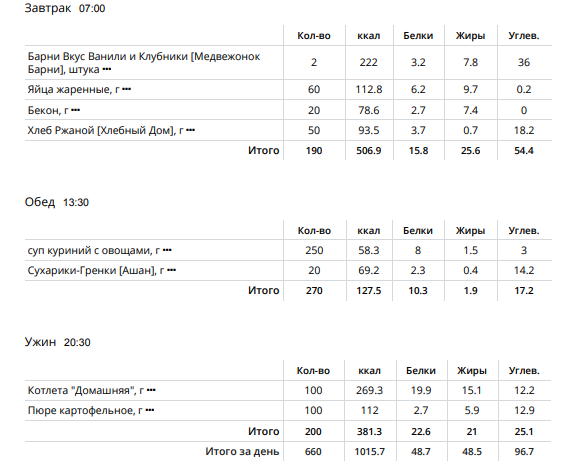 Завтрак 07:00
Кол-во ккал Белки Жиры Углев.
Барни Вкус Ванили и Клубники [Медвежонок
Барни], штука ••• 2 222 3.2 7.8 36
Яйца жаренные, г ••• 60 112.8 6.2 9.7 0.2
Бекон, г ••• 20 78.6 2.7 7.4 0
Хлеб Ржаной [Хлебный Дом], г ••• 50 93.5 3.7 0.7 18.2
Итого 190 506.9 15.8 25.6 54.4
Обед 13:30
Кол-во ккал Белки Жиры Углев.
суп куриний с овощами, г ••• 250 58.3 8 1.5 3
Сухарики-Гренки [Ашан], г ••• 20 69.2 2.3 0.4 14.2
Итого 270 127.5 10.3 1.9 17.2
Ужин 20:30
Кол-во ккал Белки Жиры Углев.
Котлета "Домашняя", г ••• 100 269.3 19.9 15.1 12.2
Пюре картофельное, г ••• 100 112 2.7 5.9 12.9
Итого 200 381.3 22.6 21 25.1
Итого за день 660 1015.7 48.7 48.5 96.7